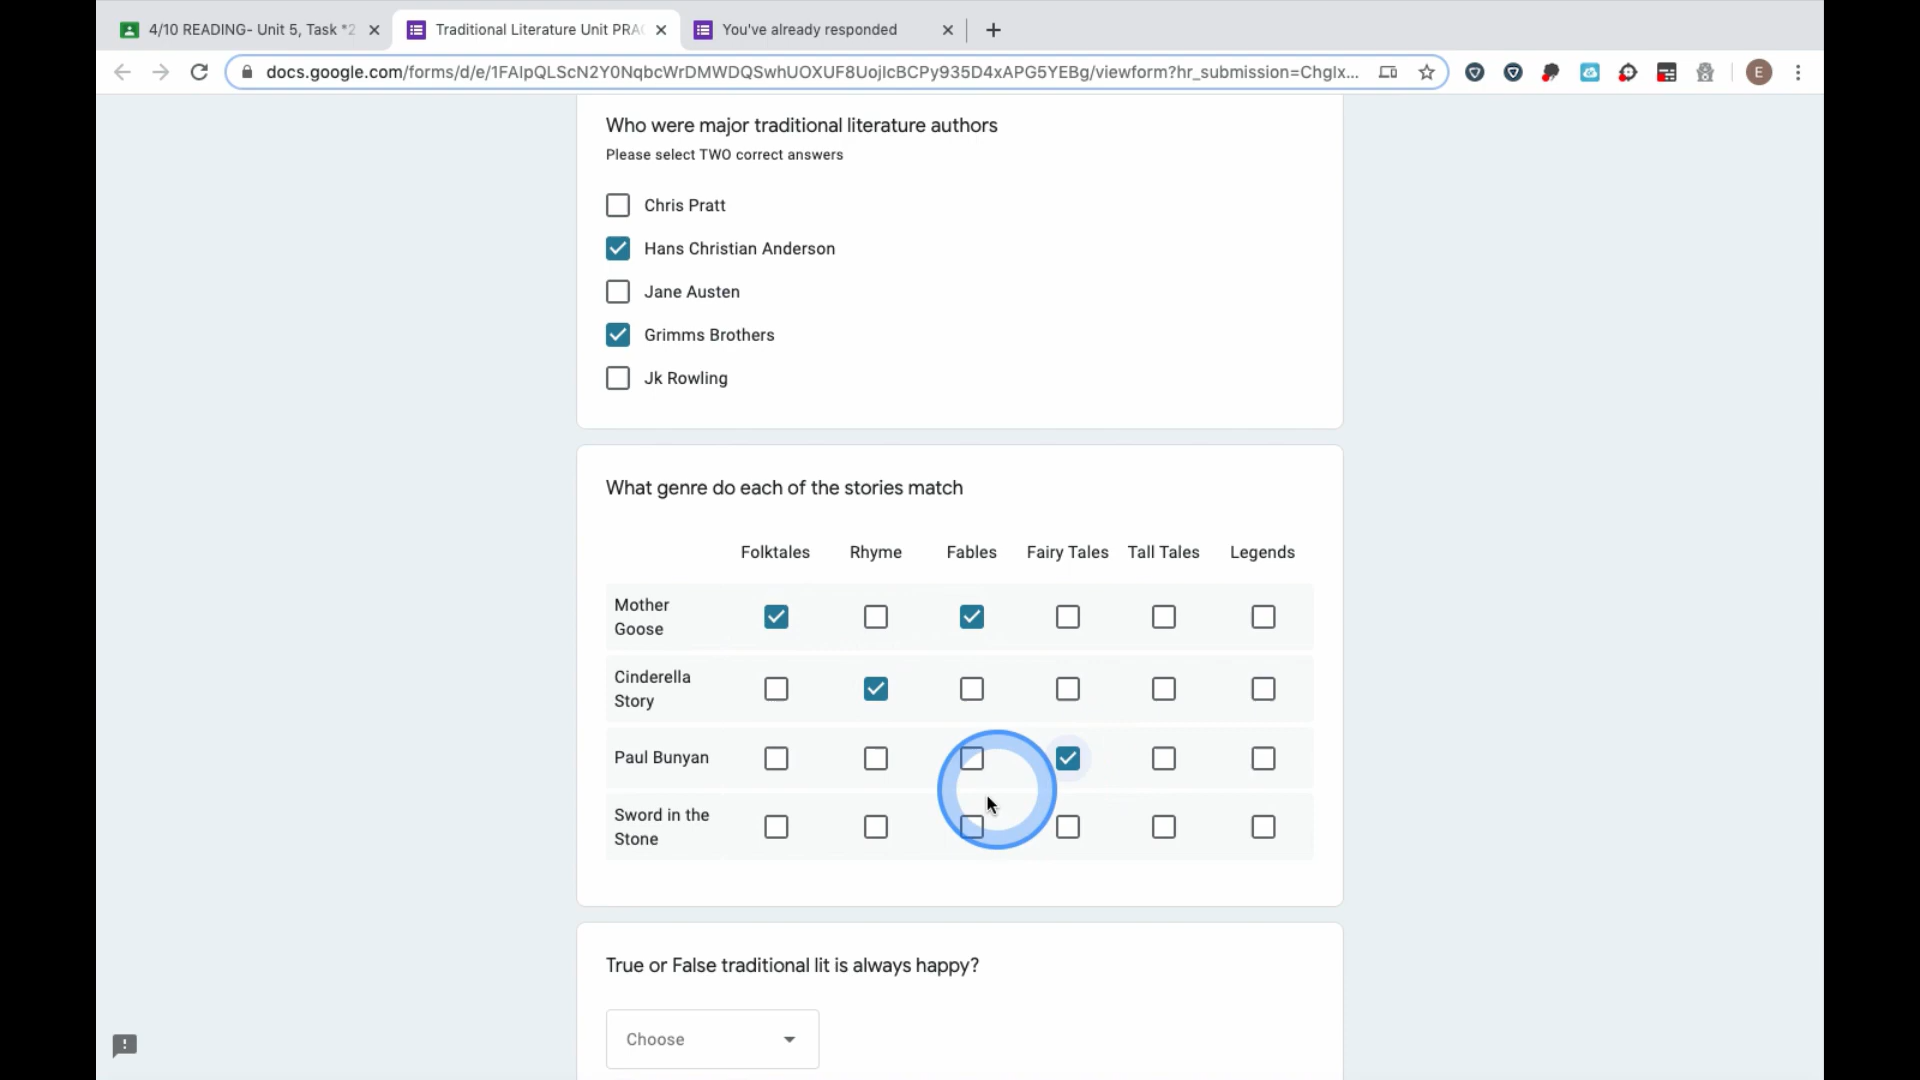 4/10 READING- Unit 5, Task *2
Traditional Literature Unit PRAC
You've already responded
docs.google.com/forms/d/e/1FAIpQLScN2Y0NqbcWrDMWDQSwhUOXUF8UojIcBCPy935D4xAPG5YEBg/viewform?hr_submission=ChgIx...
E
Who were major traditional literature authors
Please select TWO correct answers
Chris Pratt
Hans Christian Anderson
Jane Austen
Grimms Brothers
Jk Rowling
What genre do each of the stories match
Folktales Rhyme Fables Fairy Tales Tall Tales Legends
Mother
Goose
Cinderella
Story
Paul Bunyan
Sword in the
Stone
True or False traditional lit is always happy?
Choose